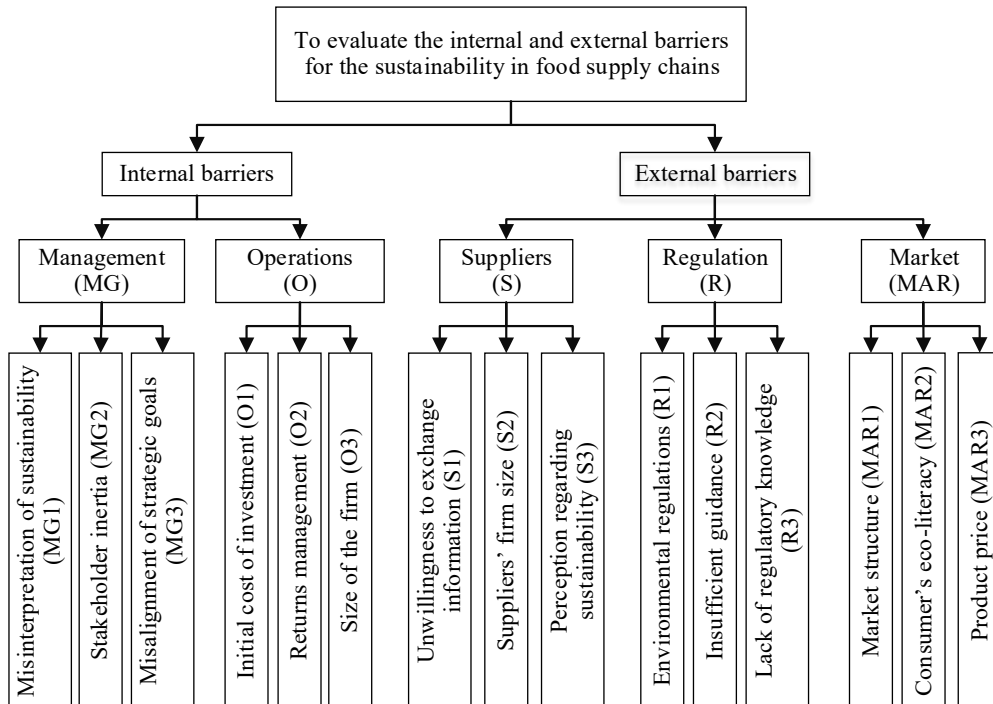 To evaluate the internal and external barriers
for the sustainability in food supply chains
Internal barriers
External barriers
Management
(MG)
Operations
(O)
Suppliers
(S)
Regulation
(R)
Market
(MAR)
Misinterpretation of sustainability
(MG1)
Stakeholder inertia (MG2)
Misalignment of strategic goals
(MG3)
Initial cost of investment (O1)
Returns management (O2)
Size of the firm (O3)
Unwillingness to exchange
information (S1)
Suppliers’ firm size (S2)
Perception regarding
sustainability (S3)
Environmental regulations (R1)
Insufficient guidance (R2)
Lack of regulatory knowledge
(R3)
Market structure (MAR1)
Consumer’s eco-literacy (MAR2)
Product price (MAR3)